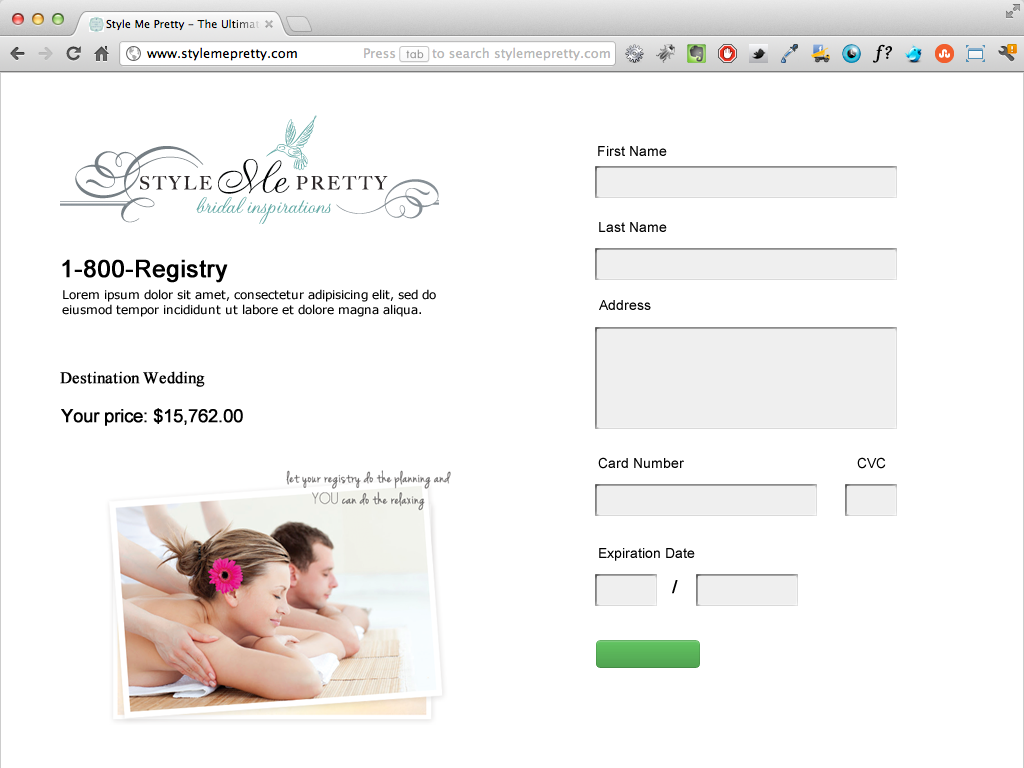 Style Me Pretty – The Ultimat
www.stylemepretty.com
Press tab to search stylemepretty.com
f?
STYLE Me PRETTY
bridal inspirations
1-800-Registry
Lorem ipsum dolor sit amet, consectetur adipisicing elit, sed do
eiusmod tempor incididunt ut labore et dolore magna aliqua.
Destination Wedding
Your price: $15,762.00
let your registry do the planning and
YOU can do the relaxing
First Name
Last Name
Address
Card Number
CVC
Expiration Date
/